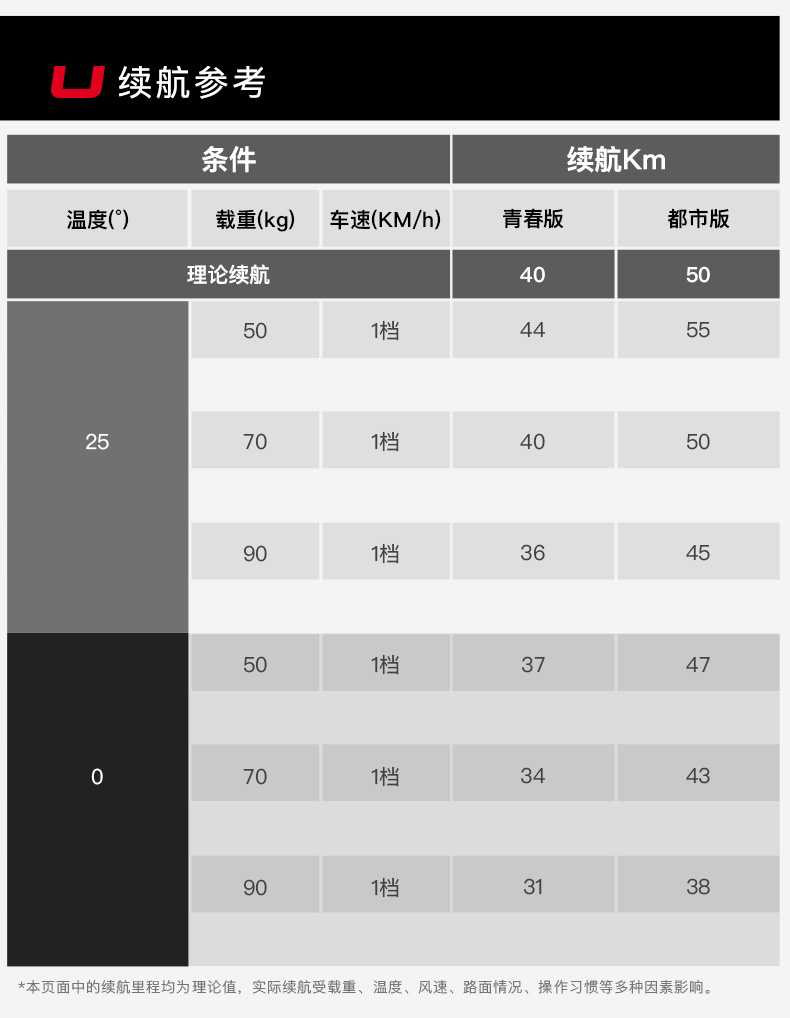 续航参考
条件 续航Km
温度(°) 载重(kg) 车速(KM/h) 青春版 都市版
理论续航 40 50
50 1档 44 55
25 70 1档 40 50
90 1档 36 45
50 1档 37 47
0 70 1档 34 43
90 1档 31 38
*本页面中的续航里程均为理论值，实际续航受载重、温度、风速、路面情况、操作习惯等多种因素影响。